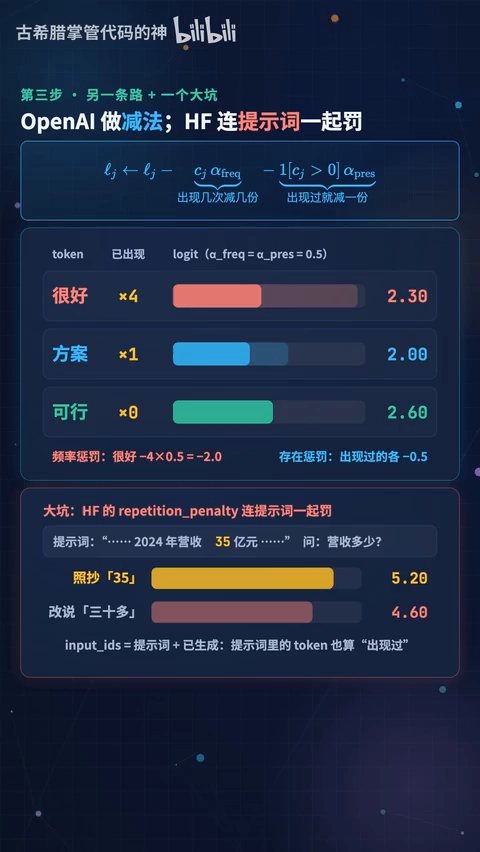 古希腊掌管代码的神 bilibili
第三步 · 另一条路 + 一个大坑
OpenAI 做减法；HF 连提示词一起罚
ℓ_j ← ℓ_j − c_j α_freq − 1[c_j > 0] α_pres
出现几次减几份 出现过就减一份
token 已出现 logit（α_freq = α_pres = 0.5）
很好 ×4 2.30
方案 ×1 2.00
可行 ×0 2.60
频率惩罚：很好 −4×0.5 = −2.0 存在惩罚：出现过的各 −0.5
大坑：HF 的 repetition_penalty 连提示词一起罚
提示词：“…… 2024 年营收 35 亿元 ……” 问：营收多少？
照抄「35」 5.20
改说「三十多」 4.60
input_ids = 提示词 + 已生成：提示词里的 token 也算“出现过”